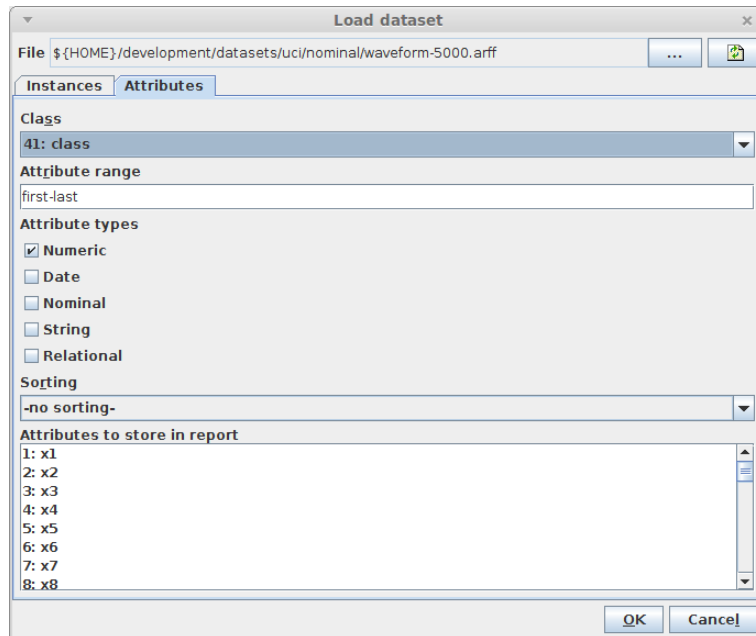 Load dataset
File ${HOME}/development/datasets/uci/nominal/waveform-5000.arff ...
Instances Attributes
Class
41: class
Attribute range
first-last
Attribute types
Numeric
Date
Nominal
String
Relational
Sorting
-no sorting-
Attributes to store in report
1: x1
2: x2
3: x3
4: x4
5: x5
6: x6
7: x7
8: x8
OK Cancel